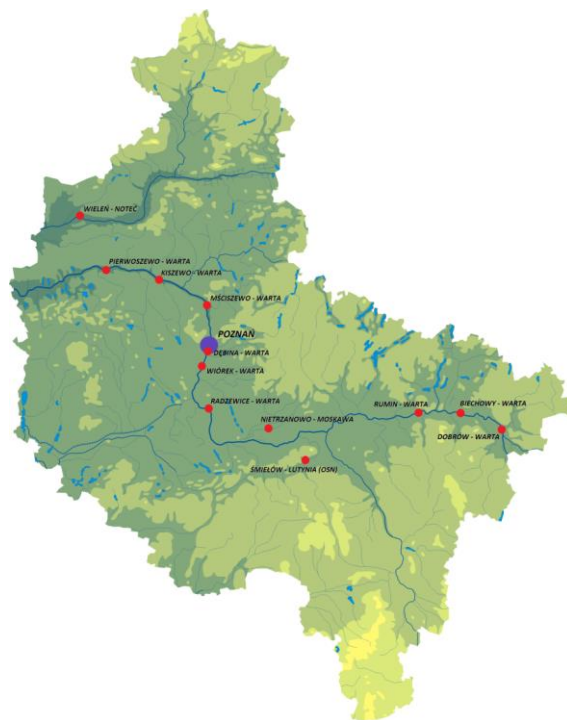 WIELEŃ - NOTEĆ
PIERWOSZEWO - WARTA
KISZEWO - WARTA
MŚCISZEWO - WARTA
POZNAŃ
DĘBINA - WARTA
WIÓREK - WARTA
RADZEWICE - WARTA
RUMIN - WARTA
BIECHOWY - WARTA
NIETRZANOWO - MOSKAWA
DOBRÓW - WARTA
ŚMIEŁÓW - LUTYNIA (OSN)